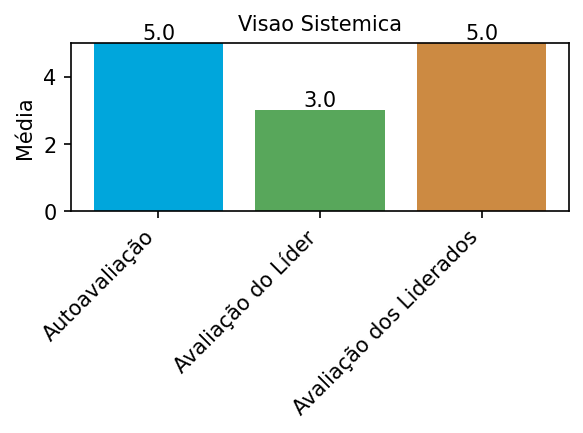 Visao Sistemica
5.0
3.0
5.0
Média
4
2
0
Autoavaliação
Avaliação do Líder
Avaliação dos Liderados